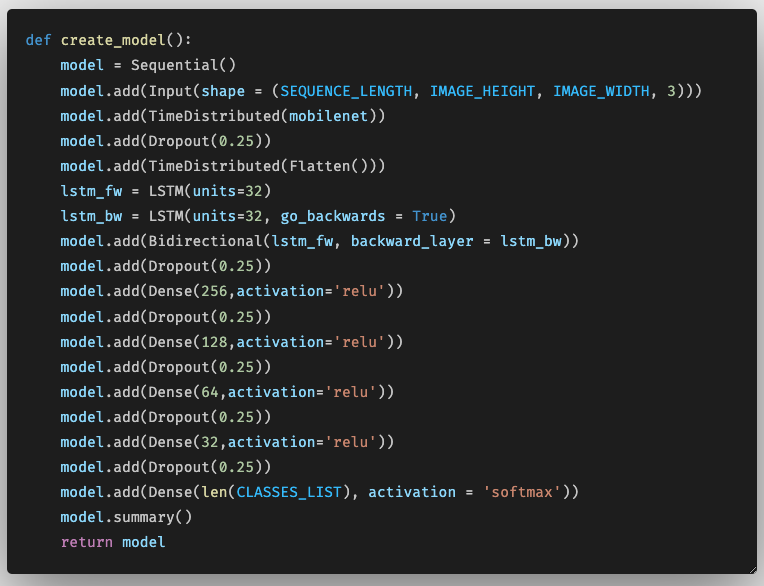 def create_model():
    model = Sequential()
    model.add(Input(shape = (SEQUENCE_LENGTH, IMAGE_HEIGHT, IMAGE_WIDTH, 3)))
    model.add(TimeDistributed(mobilenet))
    model.add(Dropout(0.25))
    model.add(TimeDistributed(Flatten()))
    lstm_fw = LSTM(units=32)
    lstm_bw = LSTM(units=32, go_backwards = True)
    model.add(Bidirectional(lstm_fw, backward_layer = lstm_bw))
    model.add(Dropout(0.25))
    model.add(Dense(256,activation='relu'))
    model.add(Dropout(0.25))
    model.add(Dense(128,activation='relu'))
    model.add(Dropout(0.25))
    model.add(Dense(64,activation='relu'))
    model.add(Dropout(0.25))
    model.add(Dense(32,activation='relu'))
    model.add(Dropout(0.25))
    model.add(Dense(len(CLASSES_LIST), activation = 'softmax'))
    model.summary()
    return model